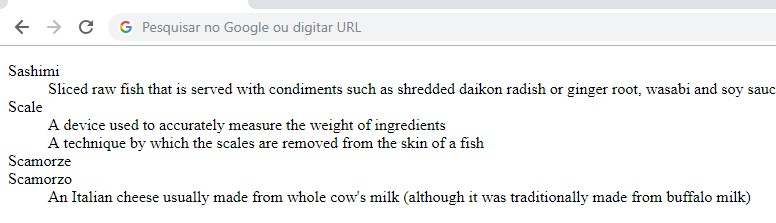 Pesquisar no Google ou digitar URL
Sashimi
Sliced raw fish that is served with condiments such as shredded daikon radish or ginger root, wasabi and soy sauc
Scale
A device used to accurately measure the weight of ingredients
A technique by which the scales are removed from the skin of a fish
Scamorze
Scamorzo
An Italian cheese usually made from whole cow's milk (although it was traditionally made from buffalo milk)